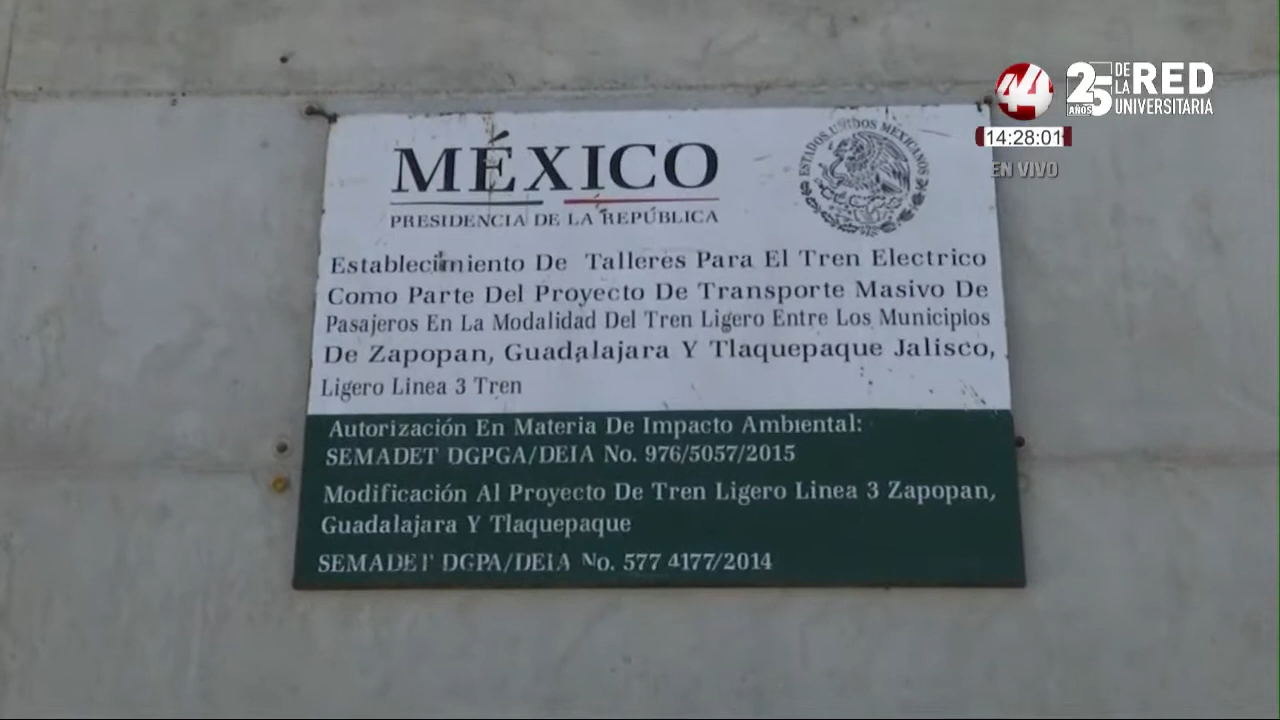 44
25 AÑOS DE LA RED UNIVERSITARIA
14:28:01
EN VIVO
MÉXICO
PRESIDENCIA DE LA REPÚBLICA
ESTADOS UNIDOS MEXICANOS
Establecimiento De Talleres Para El Tren Electrico
Como Parte Del Proyecto De Transporte Masivo De
Pasajeros En La Modalidad Del Tren Ligero Entre Los Municipios
De Zapopan, Guadalajara Y Tlaquepaque Jalisco,
Ligero Linea 3 Tren
Autorización En Materia De Impacto Ambiental:
SEMADET DGPGA/DEIA No. 976/5057/2015
Modificación Al Proyecto De Tren Ligero Linea 3 Zapopan,
Guadalajara Y Tlaquepaque
SEMADET DGPA/DEIA No. 577 4177/2014